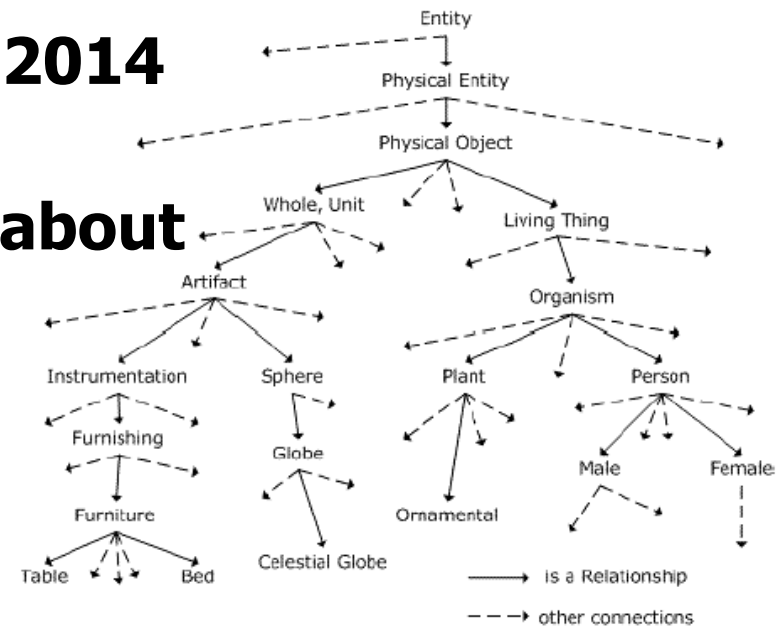 Entity
2014
Physical Entity
Physical Object
Whole, Unit
about
Living Thing
Artifact
Organism
Instrumentation
Sphere
Plant
Person
Furnishing
Globe
Male
Female
Furniture
Ornamental
Celestial Globe
Table
Bed
is a Relationship
other connections